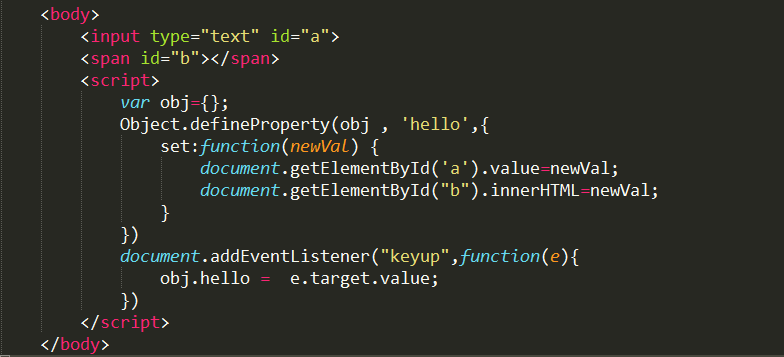 <body>
<input type="text" id="a">
<span id="b"></span>
<script>
var obj={};
Object.defineProperty(obj , 'hello',{
set:function(newVal) {
document.getElementById('a').value=newVal;
document.getElementById("b").innerHTML=newVal;
}
})
document.addEventListener("keyup",function(e){
obj.hello =  e.target.value;
})
</script>
</body>